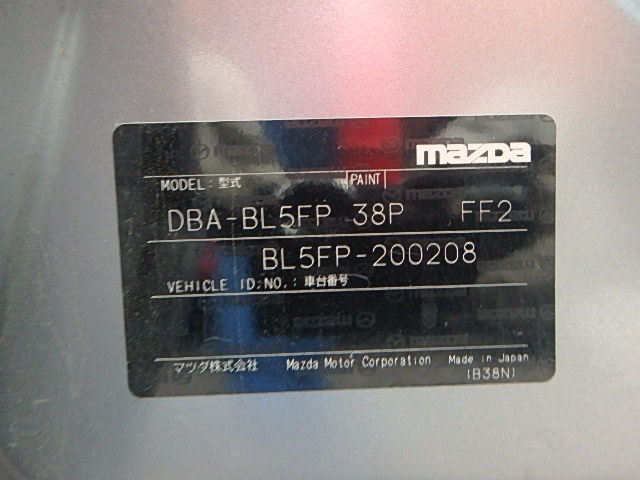 mazda
MODEL: 型式 PAINT
DBA-BL5FP 38P FF2
BL5FP-200208
VEHICLE ID.NO.: 車台番号
マツダ株式会社 Mazda Motor Corporation Made in Japan
(B38N)